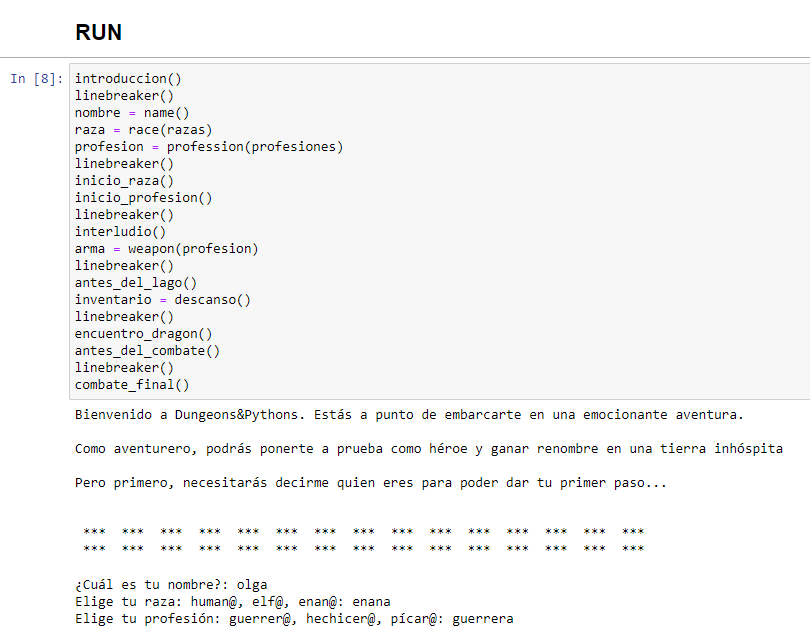 RUN
In [8]:
introduccion()
linebreaker()
nombre = name()
raza = race(razas)
profesion = profession(profesiones)
linebreaker()
inicio_raza()
inicio_profesion()
linebreaker()
interludio()
arma = weapon(profesion)
linebreaker()
antes_del_lago()
inventario = descanso()
linebreaker()
encuentro_dragon()
antes_del_combate()
linebreaker()
combate_final()
Bienvenido a Dungeons&Pythons. Estás a punto de embarcarte en una emocionante aventura.
Como aventurero, podrás ponerte a prueba como héroe y ganar renombre en una tierra inhóspita
Pero primero, necesitarás decirme quien eres para poder dar tu primer paso...
*** *** *** *** *** *** *** *** *** *** *** *** *** *** ***
*** *** *** *** *** *** *** *** *** *** *** *** *** *** ***
¿Cuál es tu nombre?: olga
Elige tu raza: human@, elf@, enan@: enana
Elige tu profesión: guerrer@, hechicer@, pícar@: guerrera